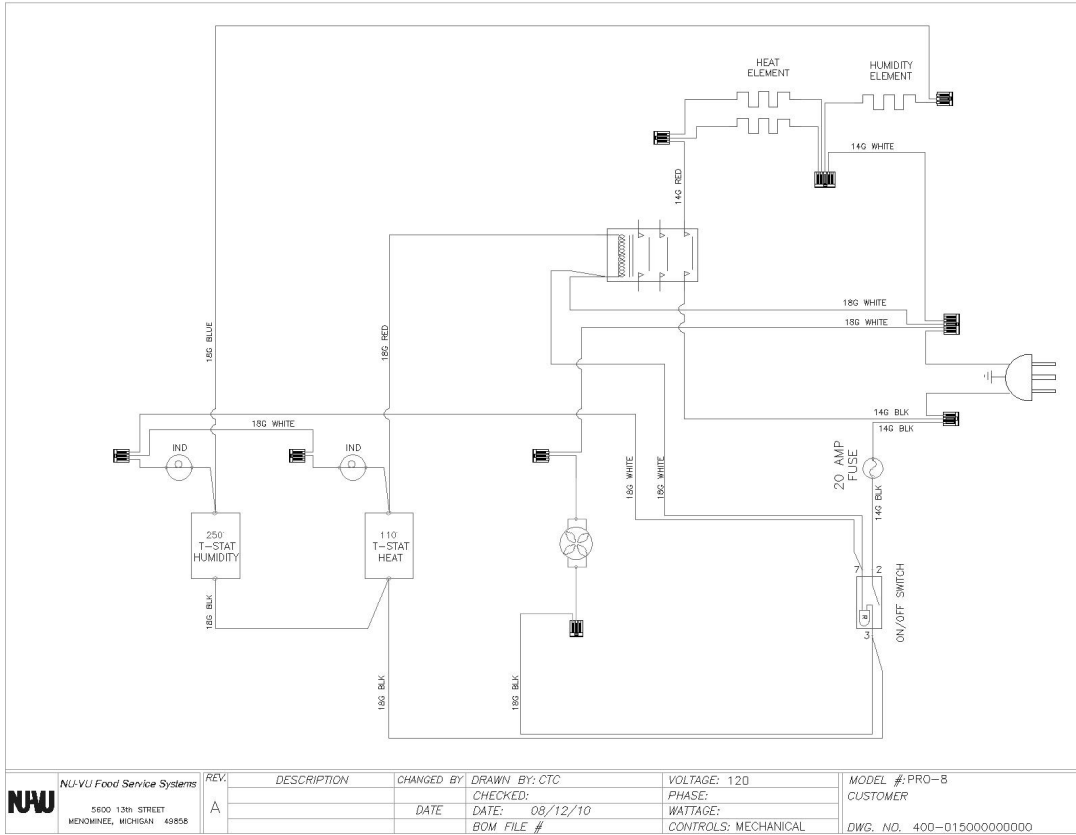 HEAT
ELEMENT
HUMIDITY
ELEMENT
14G WHITE
14G RED
18G WHITE
18G WHITE
18G BLUE
18G RED
14G BLK
14G BLK
18G WHITE
IND
IND
20 AMP
FUSE
18G WHITE
18G WHITE
14G BLK
250°
T-STAT
HUMIDITY
110°
T-STAT
HEAT
7
2
R
3
ON/OFF SWITCH
18G BLK
18G BLK
18G BLK
NUVU
NU-VU Food Service Systems
5600 13th STREET
MENOMINEE, MICHIGAN 49858
REV.
A
DESCRIPTION
CHANGED BY
DATE
DRAWN BY: CTC
CHECKED:
DATE: 08/12/10
BOM FILE #
VOLTAGE: 120
PHASE:
WATTAGE:
CONTROLS: MECHANICAL
MODEL #: PRO-8
CUSTOMER
DWG. NO. 400-015000000000